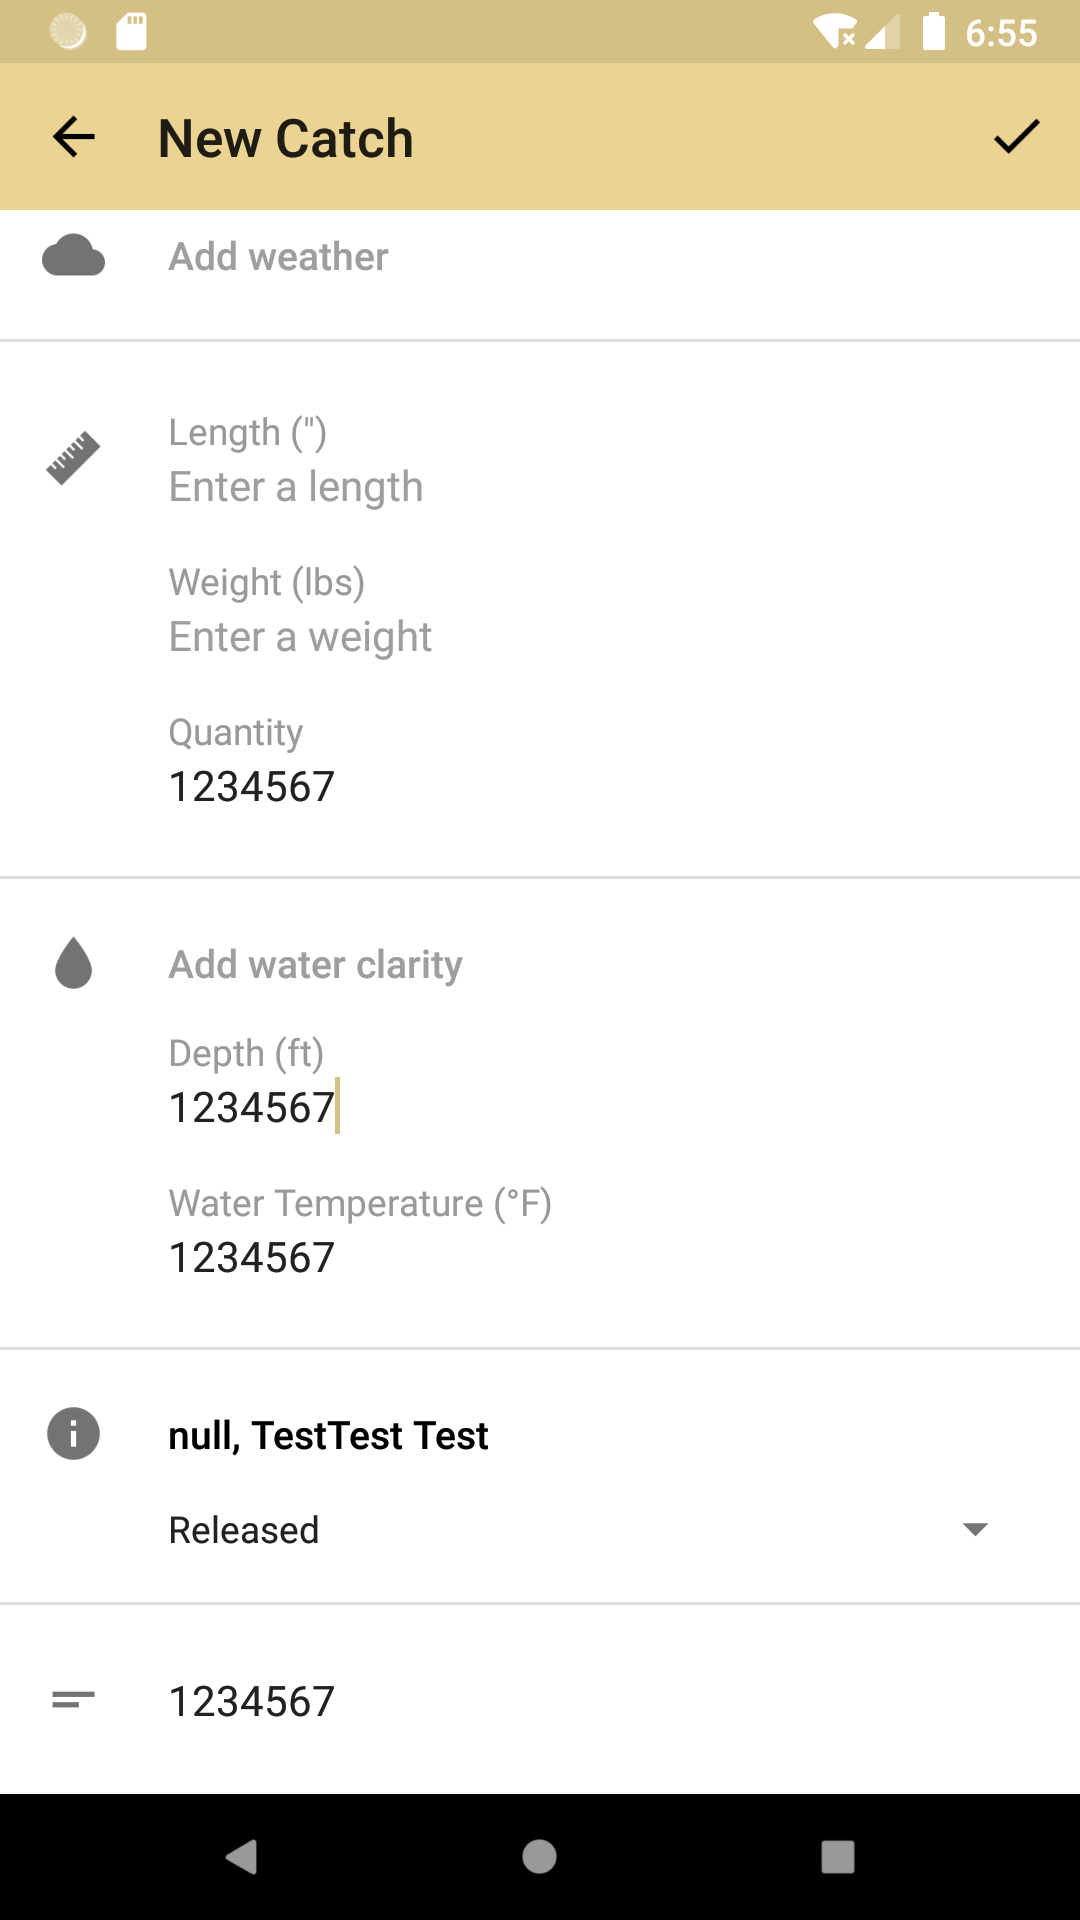 6:55
New Catch
Add weather
Length (")
Enter a length
Weight (lbs)
Enter a weight
Quantity
1234567
Add water clarity
Depth (ft)
1234567
Water Temperature (°F)
1234567
null, TestTest Test
Released
1234567